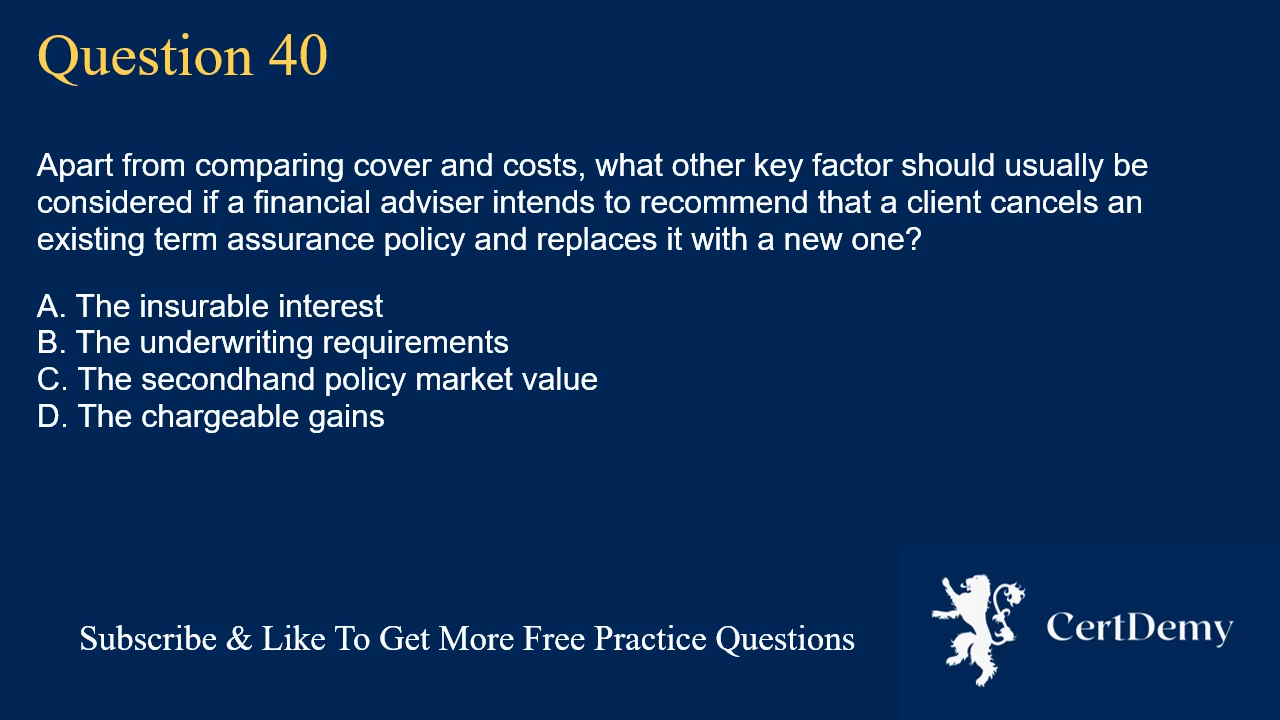 Question 40
Apart from comparing cover and costs, what other key factor should usually be
considered if a financial adviser intends to recommend that a client cancels an
existing term assurance policy and replaces it with a new one?
A. The insurable interest
B. The underwriting requirements
C. The secondhand policy market value
D. The chargeable gains
Subscribe & Like To Get More Free Practice Questions
CertDemy